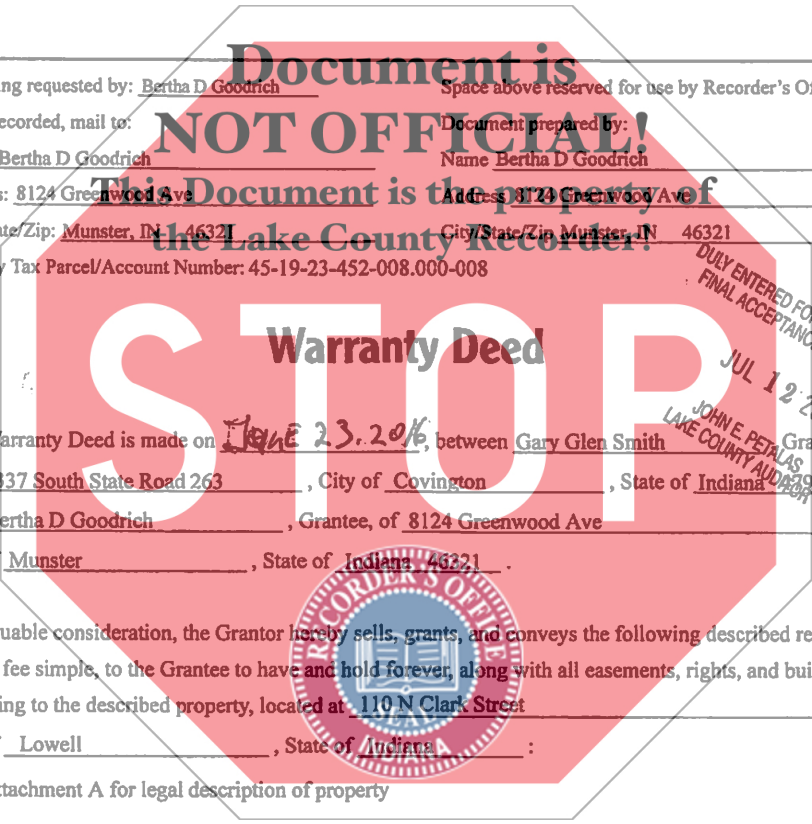 Document is
ng requested by: Bertha D Goodrich Space above reserved for use by Recorder's O
NOT OFFICIAL!
ecorded, mail to: Document prepared by:
Bertha D Goodrich Name Bertha D Goodrich
This Document is the property of
s: 8124 Greenwood Ave Address 8124 Greenwood Ave
the Lake County Recorder!
te/Zip: Munster, IN 46321 City/State/Zip Munster, IN 46321
y Tax Parcel/Account Number: 45-19-23-452-008.000-008
DULY ENTERED FO
FINAL ACCEPTANC
JUL 12 2
JOHN E. PETALAS
LAKE COUNTY AUDITOR
STOP
Warranty Deed
arranty Deed is made on June 23.2016, between Gary Glen Smith Gra
337 South State Road 263, City of Covington, State of Indiana
ertha D Goodrich, Grantee, of 8124 Greenwood Ave
Munster, State of Indiana 46321.
RECORDER'S OFFICE
SEAL
INDIANA
uable consideration, the Grantor hereby sells, grants, and conveys the following described re
fee simple, to the Grantee to have and hold forever, along with all easements, rights, and bui
ing to the described property, located at 110 N Clark Street
Lowell, State of Indiana:
ttachment A for legal description of property